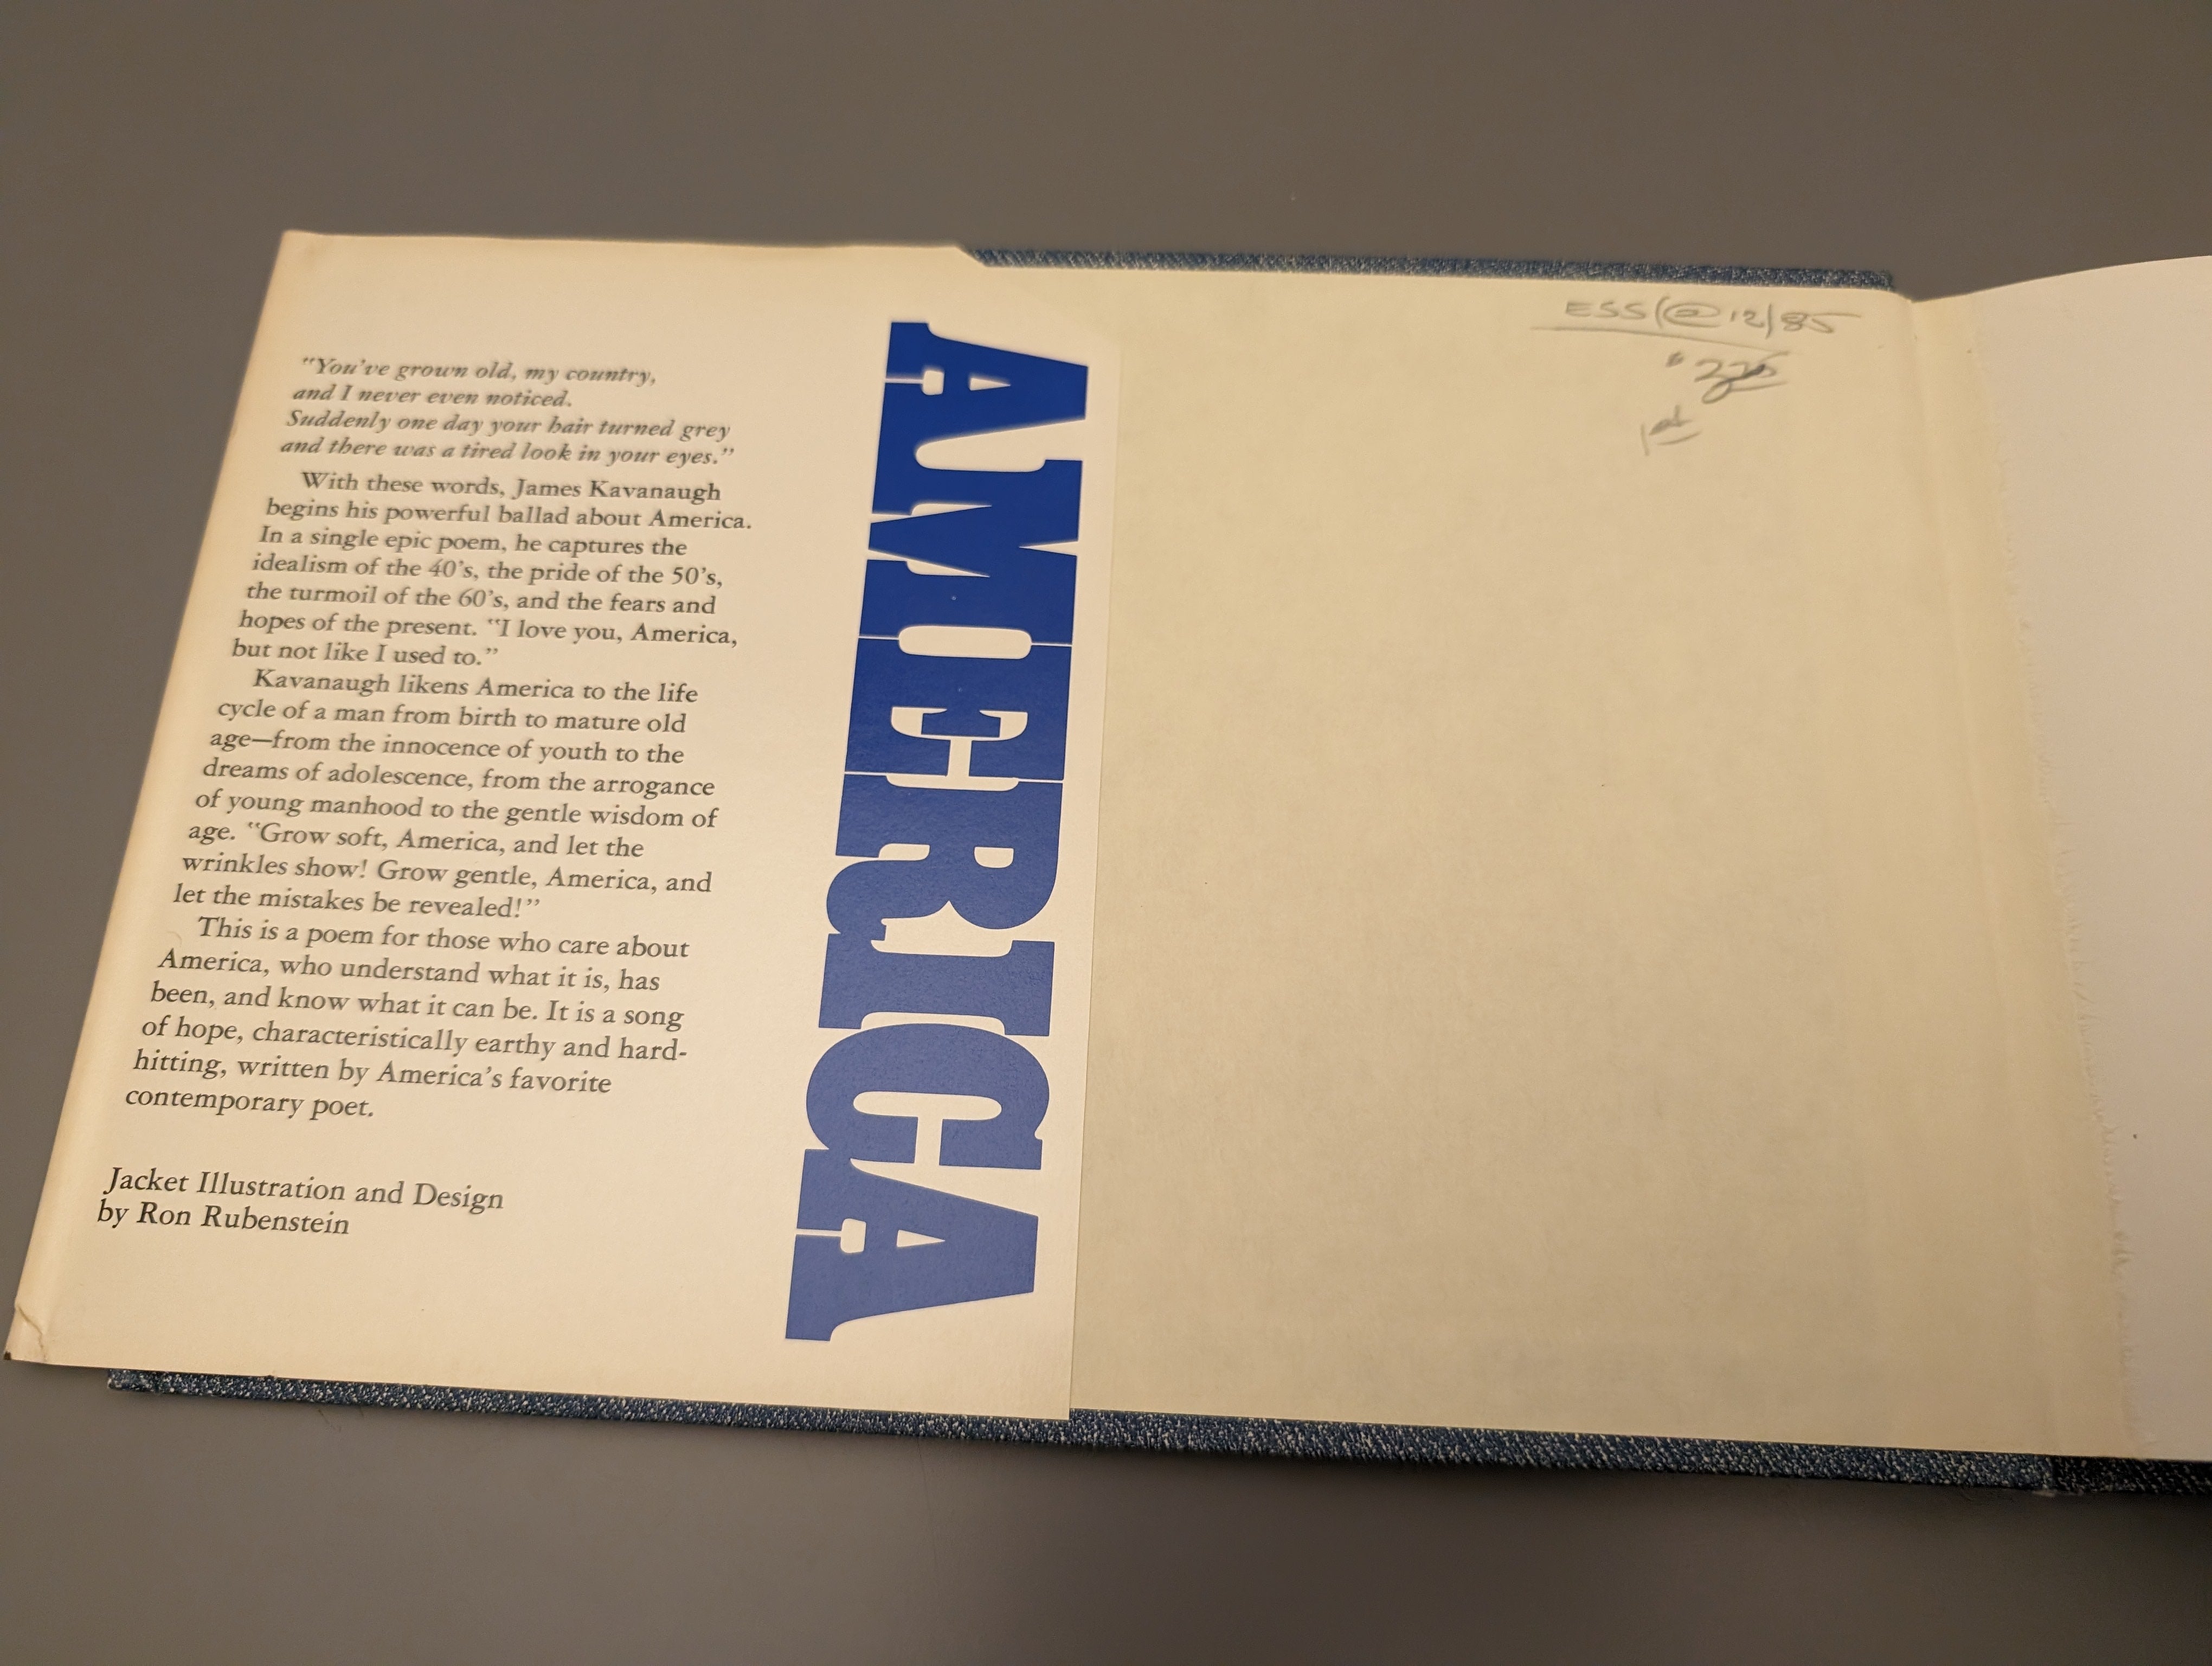 "You've grown old, my country,
and I never even noticed.
Suddenly one day your hair turned grey
and there was a tired look in your eyes."
With these words, James Kavanaugh
begins his powerful ballad about America.
In a single epic poem, he captures the
idealism of the 40's, the pride of the 50's,
the turmoil of the 60's, and the fears and
hopes of the present. "I love you, America,
but not like I used to."
Kavanaugh likens America to the life
cycle of a man from birth to mature old
age—from the innocence of youth to the
dreams of adolescence, from the arrogance
of young manhood to the gentle wisdom of
age. "Grow soft, America, and let the
wrinkles show! Grow gentle, America, and
let the mistakes be revealed!"
This is a poem for those who care about
America, who understand what it is, has
been, and know what it can be. It is a song
of hope, characteristically earthy and hard-
hitting, written by America's favorite
contemporary poet.
Jacket Illustration and Design
by Ron Rubenstein
AMERICA
12/85
1st